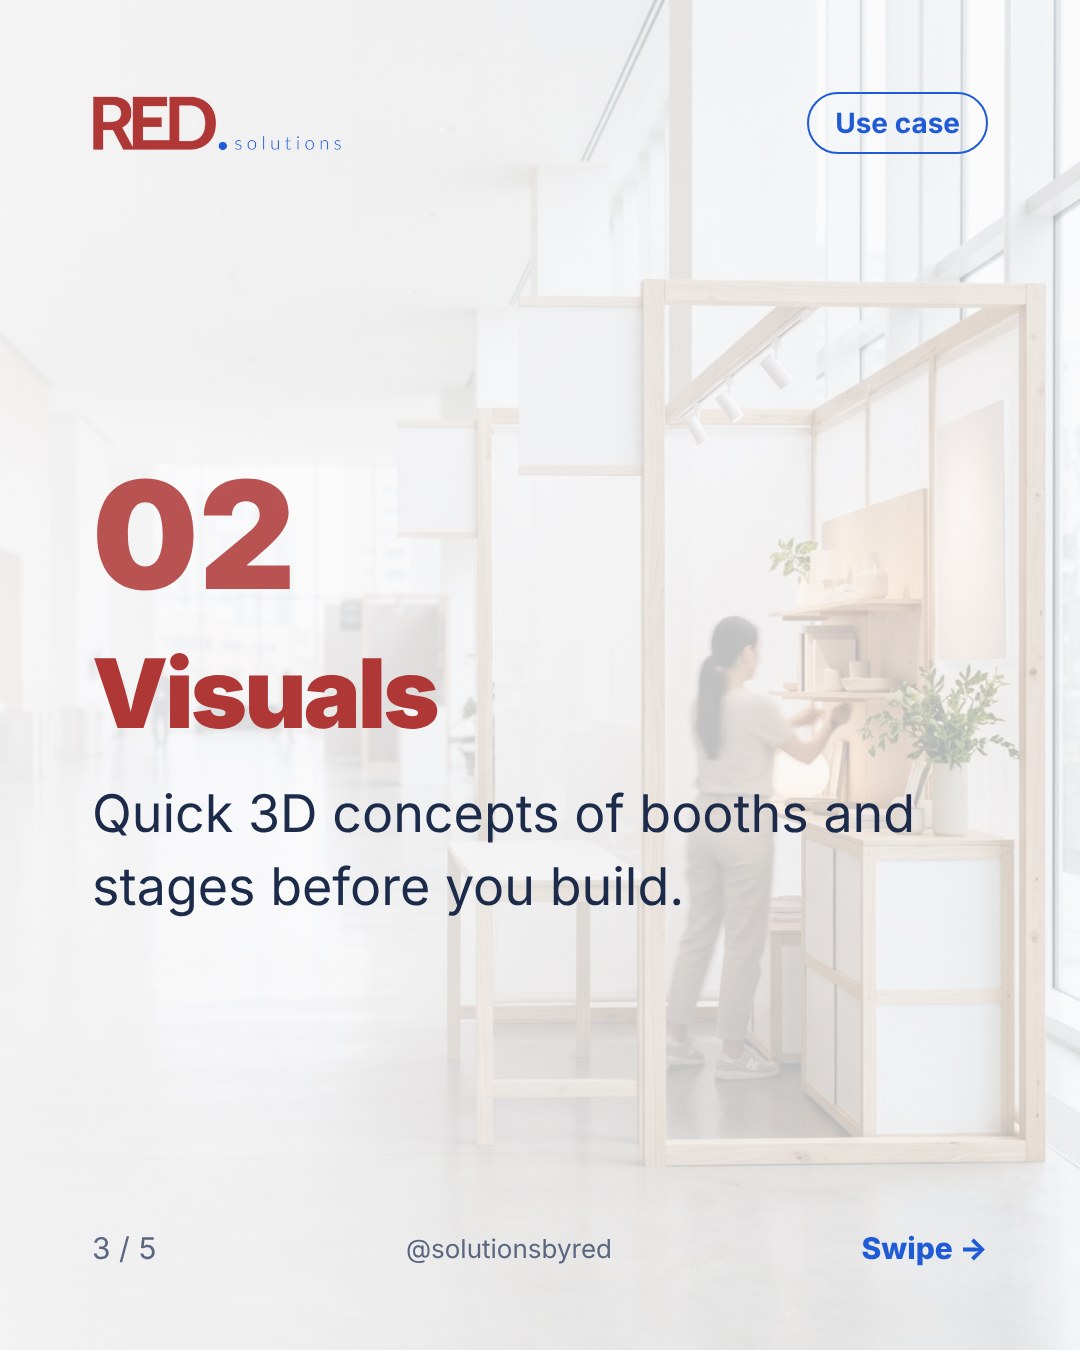 RED.solutions
Use case
02
Visuals
Quick 3D concepts of booths and
stages before you build.
3 / 5
@solutionsbyred
Swipe →